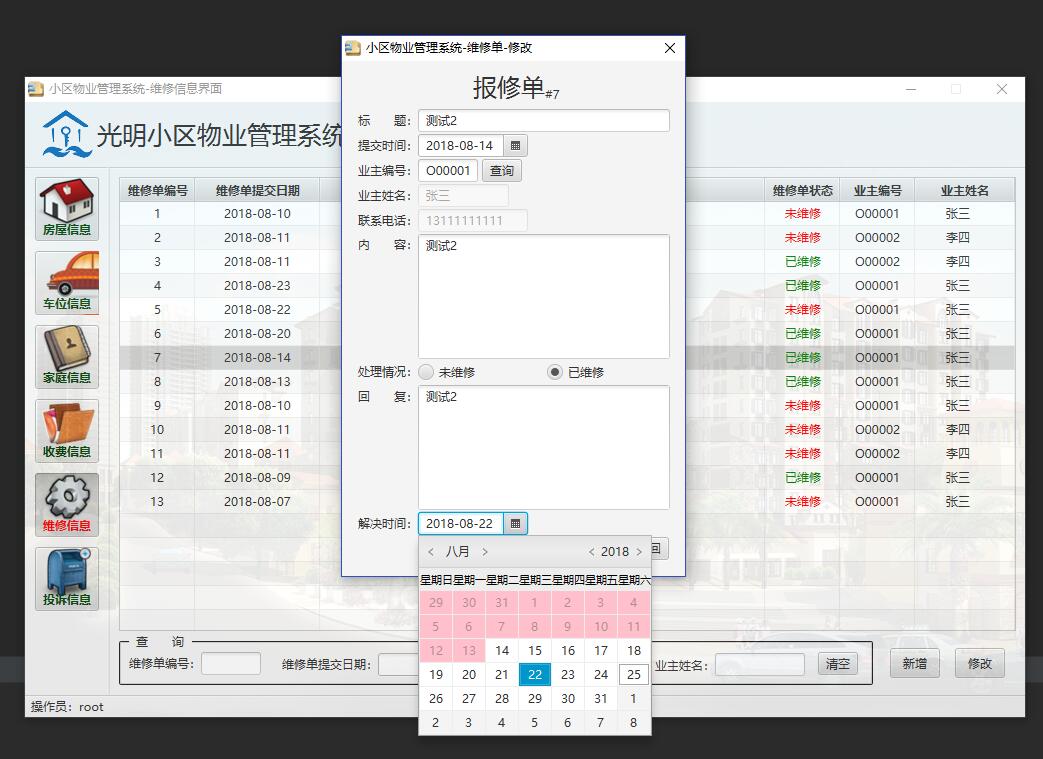 小区物业管理系统-维修单-修改
报修单#7
标 题: 测试2
提交时间: 2018-08-14
业主编号: O00001 查询
业主姓名: 张三
联系电话: 13111111111
内 容: 测试2
处理情况: 未维修 已维修
回 复: 测试2
解决时间: 2018-08-22
回
< 八月 > < 2018 >
星期日 星期一 星期二 星期三 星期四 星期五 星期六
29 30 31 1 2 3 4
5 6 7 8 9 10 11
12 13 14 15 16 17 18
19 20 21 22 23 24 25
26 27 28 29 30 31 1
2 3 4 5 6 7 8
小区物业管理系统-维修信息界面
光明小区物业管理系统
房屋信息
车位信息
家庭信息
收费信息
维修信息
投诉信息
维修单编号 维修单提交日期 维修单状态 业主编号 业主姓名
1 2018-08-10 未维修 O00001 张三
2 2018-08-11 未维修 O00002 李四
3 2018-08-11 已维修 O00002 李四
4 2018-08-23 已维修 O00001 张三
5 2018-08-22 未维修 O00001 张三
6 2018-08-20 已维修 O00001 张三
7 2018-08-14 已维修 O00001 张三
8 2018-08-13 已维修 O00001 张三
9 2018-08-10 未维修 O00001 张三
10 2018-08-11 未维修 O00002 李四
11 2018-08-11 未维修 O00002 李四
12 2018-08-09 已维修 O00001 张三
13 2018-08-07 未维修 O00001 张三
查 询
维修单编号: 维修单提交日期: 业主姓名: 清空 新增 修改
操作员: root